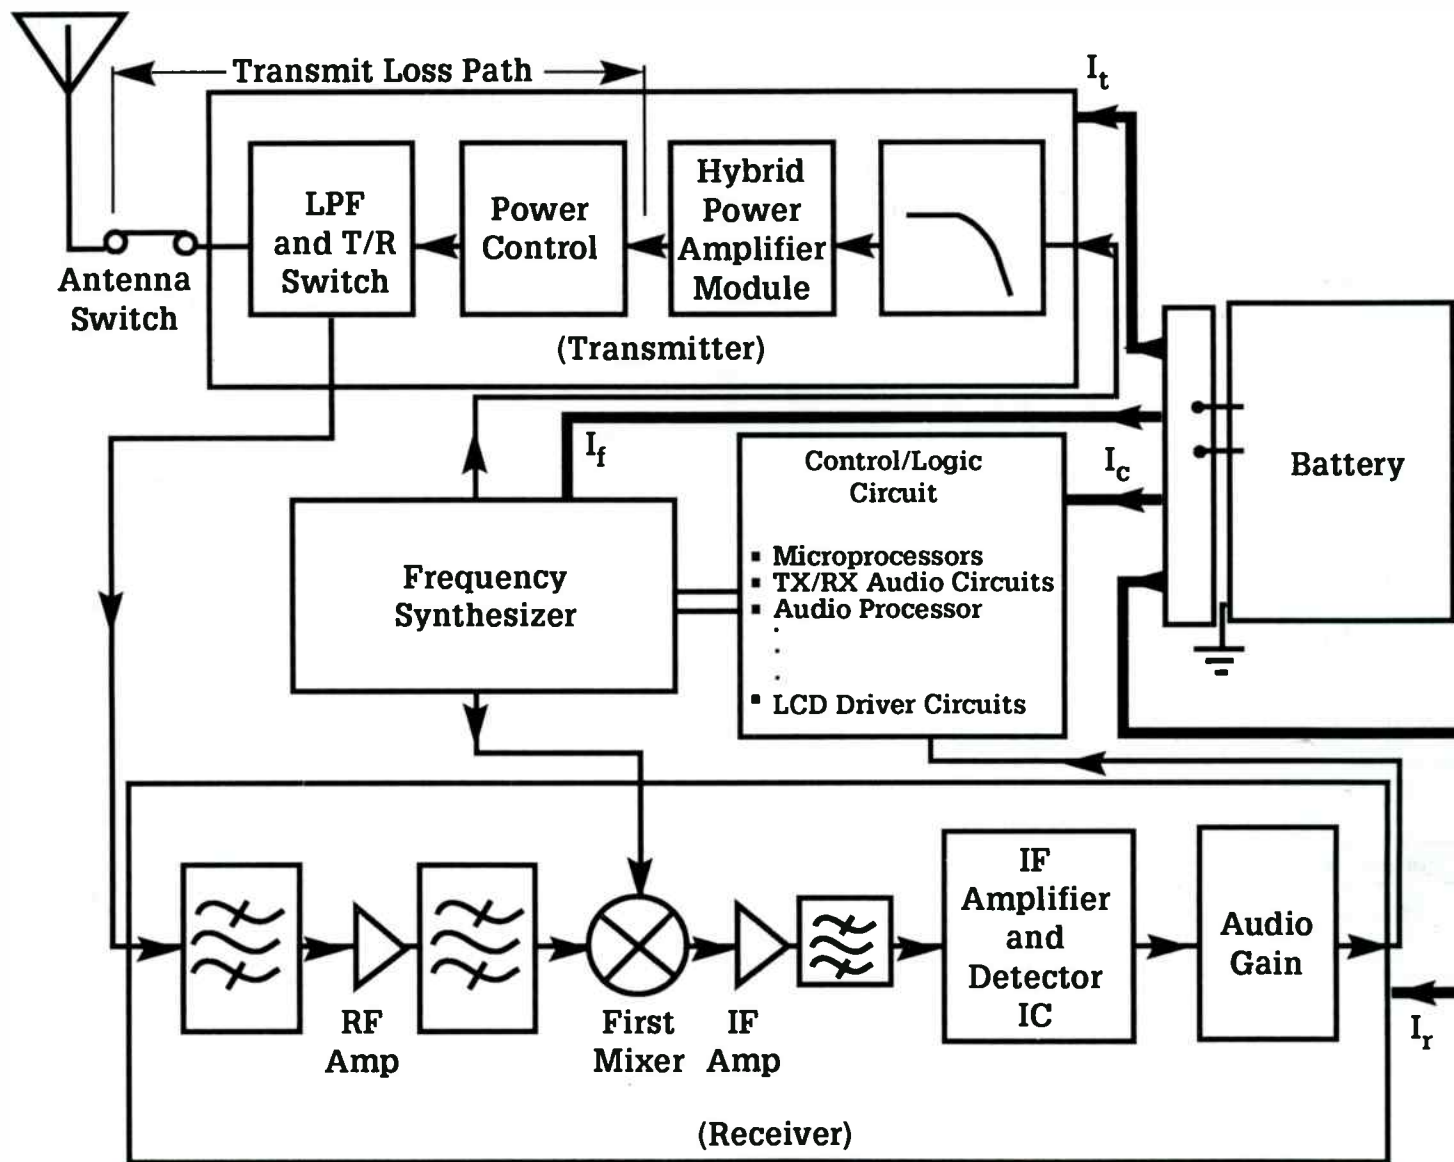 Transmit Loss Path
I_t
LPF
and T/R
Switch
Power
Control
Hybrid
Power
Amplifier
Module
Antenna
Switch
(Transmitter)
I_f
Control/Logic
Circuit
I_c
Battery
▪ Microprocessors
▪ TX/RX Audio Circuits
▪ Audio Processor
.
.
.
▪ LCD Driver Circuits
Frequency
Synthesizer
IF
Amplifier
and
Detector
IC
Audio
Gain
RF
Amp
First
Mixer
IF
Amp
I_r
(Receiver)